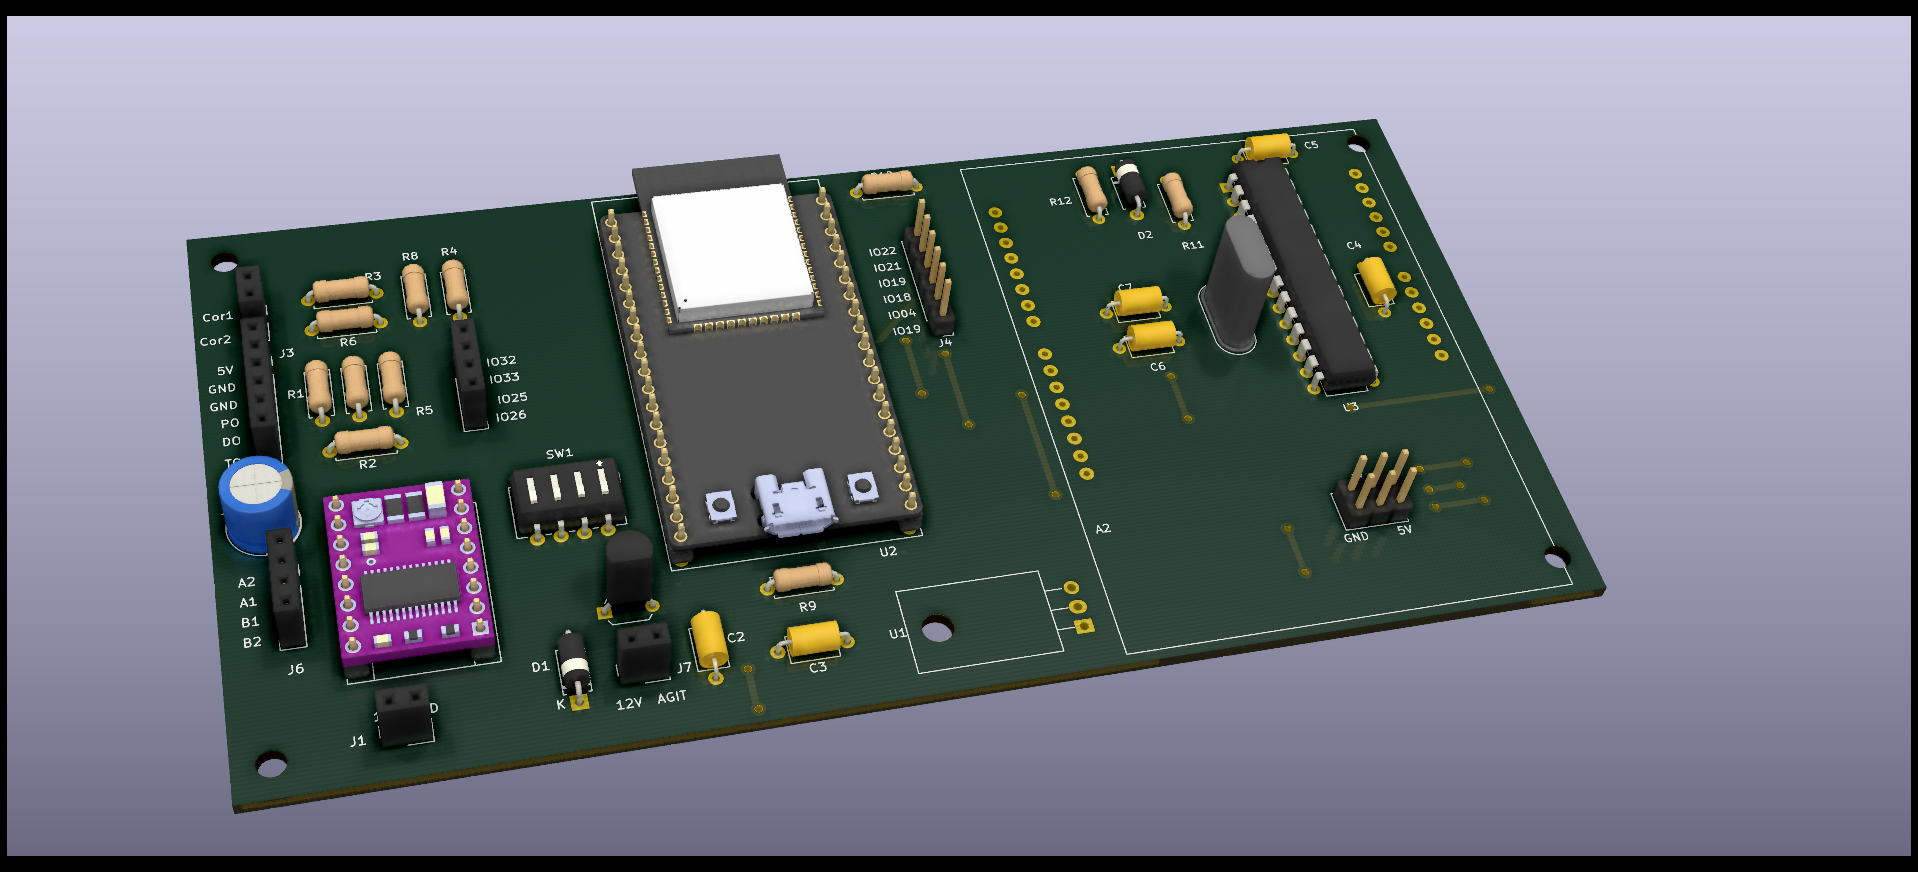 C5
R12
D2
R11
C4
R8
R4
R3
R6
IO22
IO21
IO19
IO18
IO04
IO19
J4
C7
C6
Cor1
Cor2
J3
5V
GND
GND
PO
DO
R1
R5
R2
IO32
IO33
IO25
IO26
SW1
U3
GND
5V
A2
U2
A2
A1
B1
B2
J6
R9
U1
D1
K
J7
C2
C3
12V
AGIT
J1
D